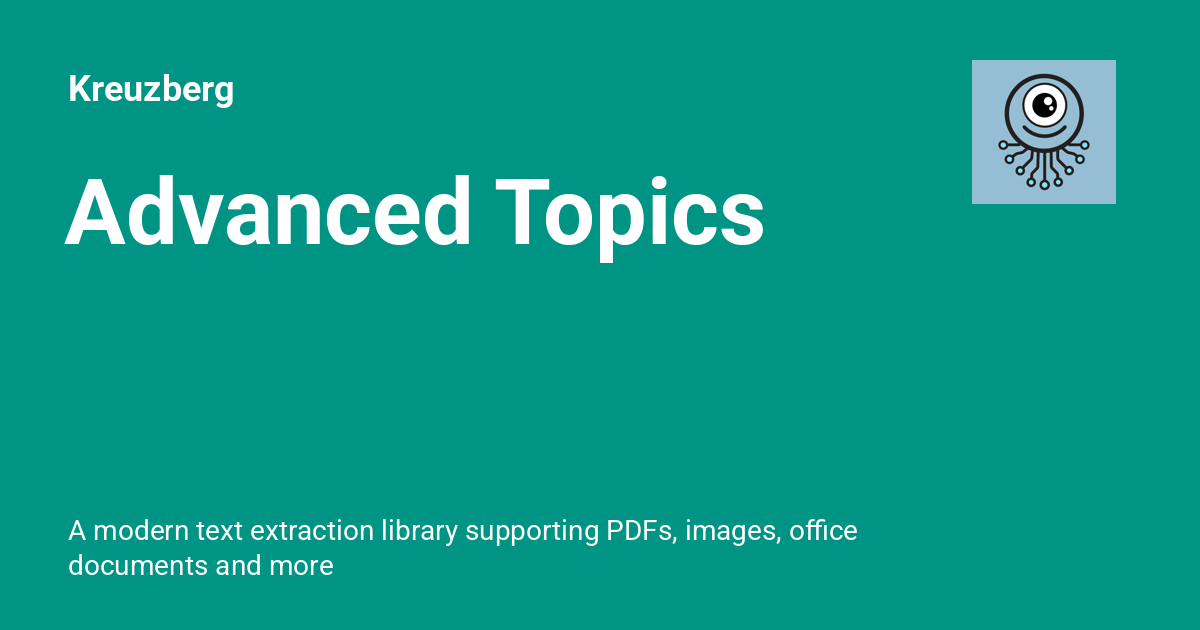 Kreuzberg
Advanced Topics
A modern text extraction library supporting PDFs, images, office
documents and more